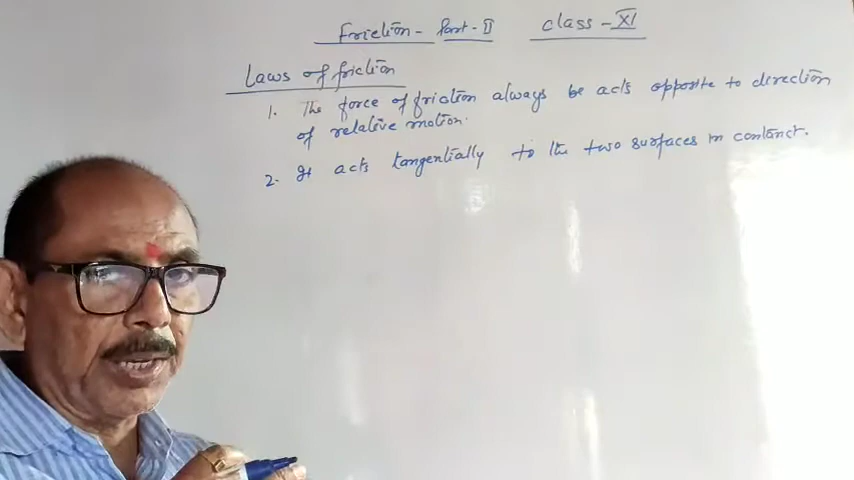 Friction - Part - II class - XI
Laws of friction
1. The force of friction always be acts opposite to direction
of relative motion.
2. It acts tangentially to the two surfaces in contact.